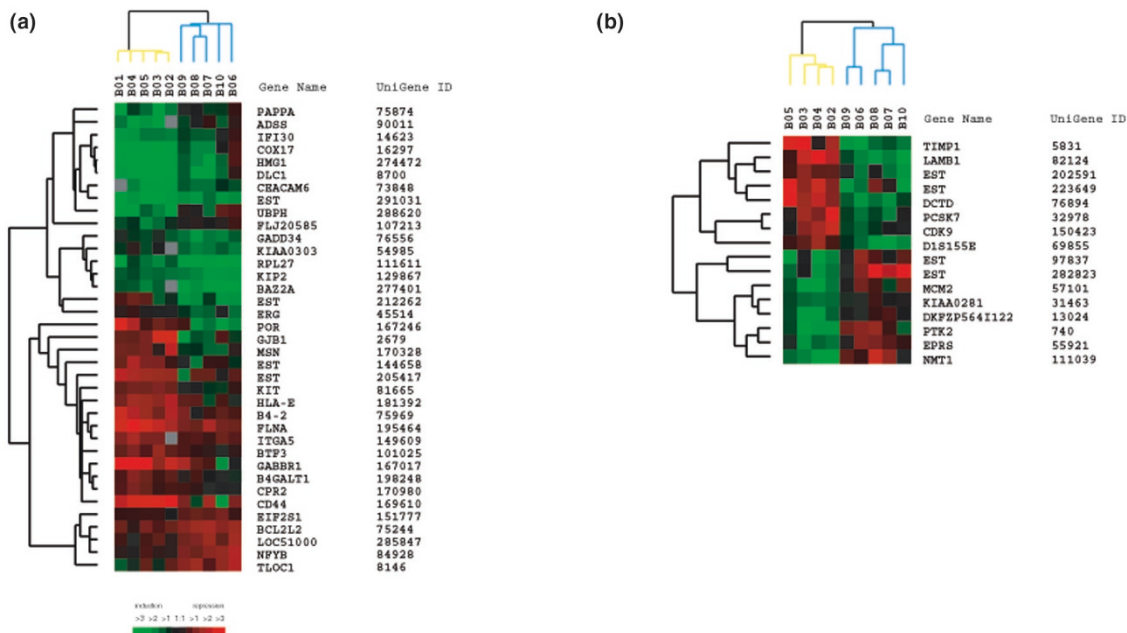 (a)
B01 B04 B05 B03 B02 B09 B08 B07 B10 B06
Gene Name UniGene ID
PAPPA 75874
ADSS 90011
IFI30 14623
COX17 16297
HMG1 274472
DLC1 8700
CEACAM6 73848
EST 291031
UBPH 288620
FLJ20585 107213
GADD34 76556
KIAA0303 54985
RPL27 111611
KIP2 129867
BAZ2A 277401
EST 212262
ERG 45514
POR 167246
GJB1 2679
MSN 170328
EST 144658
EST 205417
KIT 81665
HLA-E 181392
B4-2 75969
FLNA 195464
ITGA5 149609
BTF3 101025
GABBR1 167017
B4GALT1 198248
CPR2 170980
CD44 169610
EIF2S1 151777
BCL2L2 75244
LOC51000 285847
NFYB 84928
TLOC1 8146
induction repression
>3 >2 >1 1:1 >1 >2 >3
(b)
B05 B03 B04 B02 B09 B06 B08 B07 B10
Gene Name UniGene ID
TIMP1 5831
LAMB1 82124
EST 202591
EST 223649
DCTD 76894
PCSK7 32978
CDK9 150423
D1S155E 69855
EST 97837
EST 282823
MCM2 57101
KIAA0281 31463
DKFZP564I122 13024
PTK2 740
EPRS 55921
NMT1 111039